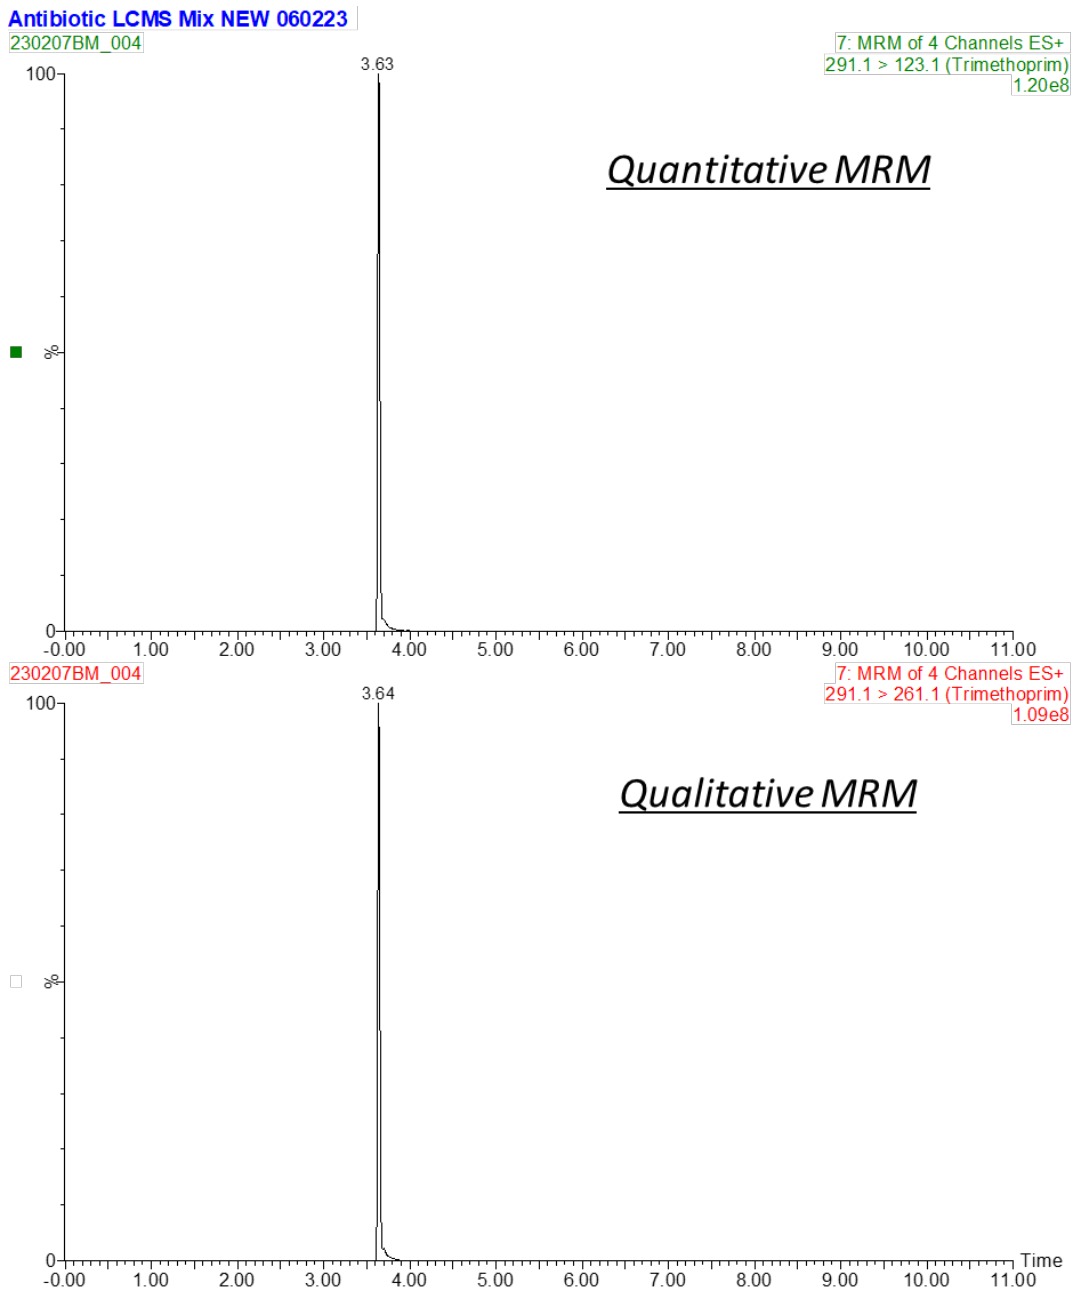 Antibiotic LCMS Mix NEW 060223
230207BM_004
7: MRM of 4 Channels ES+
291.1 > 123.1 (Trimethoprim)
1.20e8
3.63
100
Quantitative MRM
%
0
-0.00 1.00 2.00 3.00 4.00 5.00 6.00 7.00 8.00 9.00 10.00 11.00
230207BM_004
7: MRM of 4 Channels ES+
291.1 > 261.1 (Trimethoprim)
1.09e8
3.64
100
Qualitative MRM
%
0
Time
-0.00 1.00 2.00 3.00 4.00 5.00 6.00 7.00 8.00 9.00 10.00 11.00